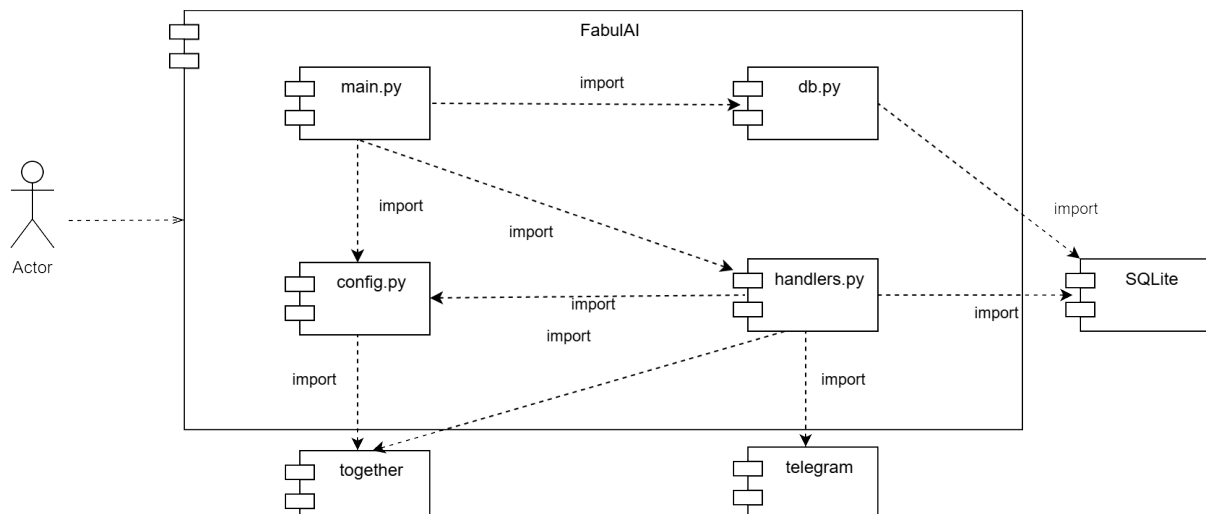 FabulAI
main.py
import
db.py
import
import
import
Actor
config.py
import
handlers.py
import
SQLite
import
import
import
together
telegram